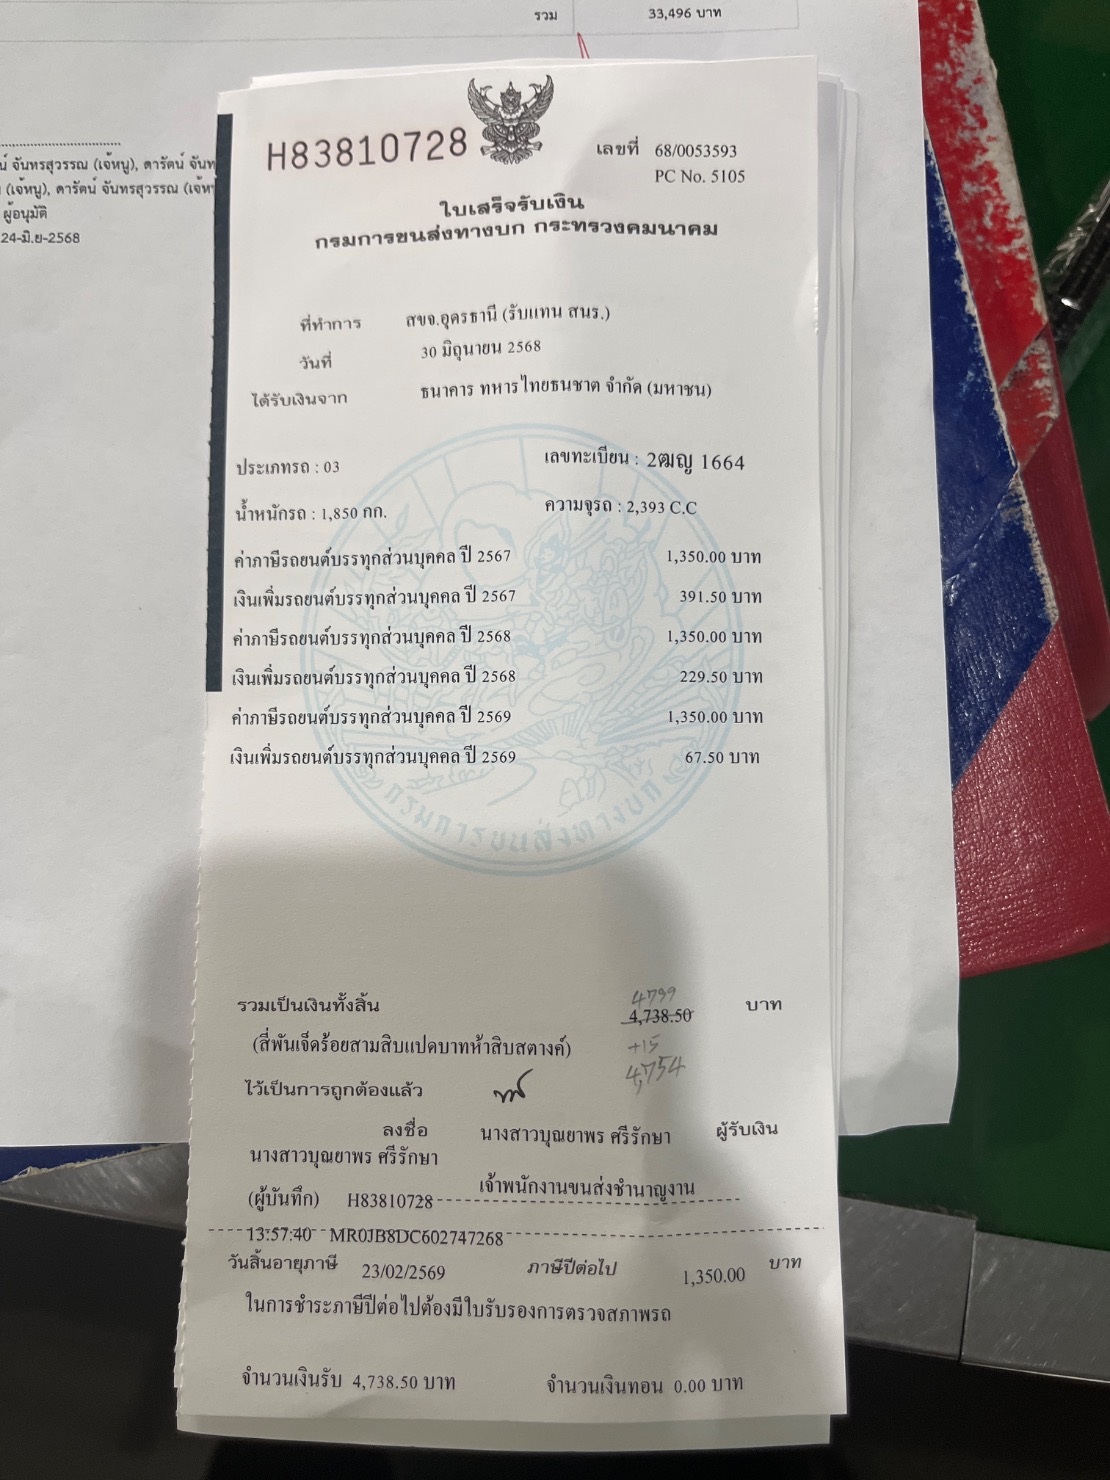 รวม 33,496 บาท
น์ จันทรสุวรรณ (เจ๊หนู), ดารัตน์ จันท
(เจ๊หนู), ดารัตน์ จันทรสุวรรณ (เจ๊ห
ผู้อนุมัติ
24-มิ.ย-2568
H83810728
เลขที่ 68/0053593
PC No. 5105
ใบเสร็จรับเงิน
กรมการขนส่งทางบก กระทรวงคมนาคม
ที่ทำการ สขจ.อุดรธานี (รับแทน สนร.)
วันที่ 30 มิถุนายน 2568
ได้รับเงินจาก ธนาคาร ทหารไทยธนชาต จำกัด (มหาชน)
ประเภทรถ : 03 เลขทะเบียน : 2ฒญ 1664
น้ำหนักรถ : 1,850 กก. ความจุรถ : 2,393 C.C
ค่าภาษีรถยนต์บรรทุกส่วนบุคคล ปี 2567 1,350.00 บาท
เงินเพิ่มรถยนต์บรรทุกส่วนบุคคล ปี 2567 391.50 บาท
ค่าภาษีรถยนต์บรรทุกส่วนบุคคล ปี 2568 1,350.00 บาท
เงินเพิ่มรถยนต์บรรทุกส่วนบุคคล ปี 2568 229.50 บาท
ค่าภาษีรถยนต์บรรทุกส่วนบุคคล ปี 2569 1,350.00 บาท
เงินเพิ่มรถยนต์บรรทุกส่วนบุคคล ปี 2569 67.50 บาท
กรมการขนส่งทางบก
4799
รวมเป็นเงินทั้งสิ้น 4,738.50 บาท
(สี่พันเจ็ดร้อยสามสิบแปดบาทห้าสิบสตางค์) +15
4,754
ไว้เป็นการถูกต้องแล้ว
ลงชื่อ นางสาวบุณยาพร ศรีรักษา ผู้รับเงิน
นางสาวบุณยาพร ศรีรักษา
(ผู้บันทึก) H83810728 เจ้าพนักงานขนส่งชำนาญงาน
13:57:40 MR0JB8DC602747268
วันสิ้นอายุภาษี 23/02/2569 ภาษีปีต่อไป 1,350.00 บาท
ในการชำระภาษีปีต่อไปต้องมีใบรับรองการตรวจสภาพรถ
จำนวนเงินรับ 4,738.50 บาท จำนวนเงินทอน 0.00 บาท